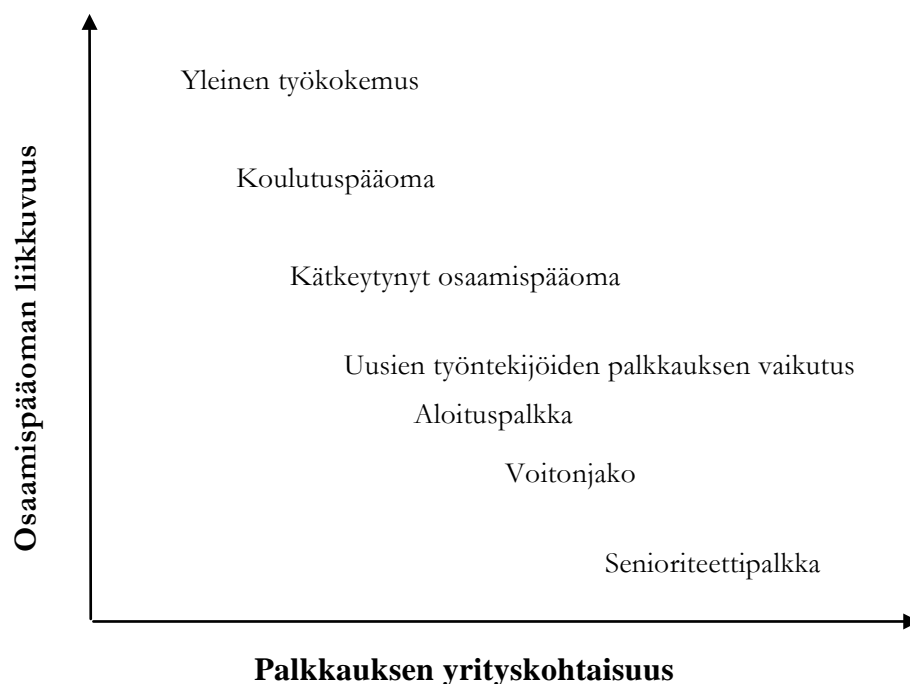 Yleinen työkokemus
Koulutuspääoma
Kätkeytynyt osaamispääoma
Uusien työntekijöiden palkkauksen vaikutus
Aloituspalkka
Voitonjako
Senioriteettipalkka
Osaamispääoman liikkuvuus
Palkkauksen yrityskohtaisuus